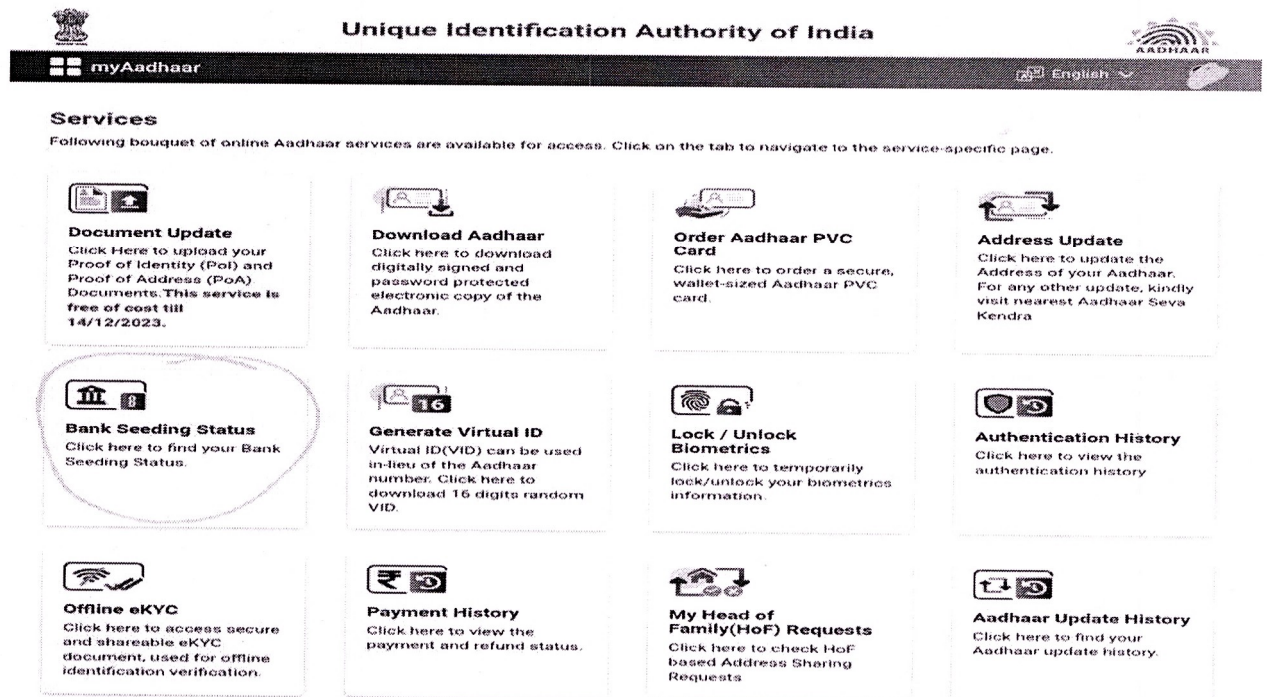 Unique Identification Authority of India
AADHAAR
myAadhaar
English
Services
Following bouquet of online Aadhaar services are available for access. Click on the tab to navigate to the service-specific page.
Document Update
Click Here to upload your
Proof of Identity (PoI) and
Proof of Address (PoA)
Documents.This service is
free of cost till
14/12/2023.
Download Aadhaar
Click here to download
digitally signed and
password protected
electronic copy of the
Aadhaar.
Order Aadhaar PVC
Card
Click here to order a secure,
wallet-sized Aadhaar PVC
card.
Address Update
Click here to update the
Address of your Aadhaar.
For any other update, kindly
visit nearest Aadhaar Seva
Kendra
Bank Seeding Status
Click here to find your Bank
Seeding Status.
16
Generate Virtual ID
Virtual ID(VID) can be used
in-lieu of the Aadhaar
number. Click here to
download 16 digits random
VID.
Lock / Unlock
Biometrics
Click here to temporarily
lock/unlock your biometrics
information.
Authentication History
Click here to view the
authentication history
Offline eKYC
Click here to access secure
and shareable eKYC
document, used for offline
identification verification.
₹
Payment History
Click here to view the
payment and refund status.
My Head of
Family(HoF) Requests
Click here to check HoF
based Address Sharing
Requests
Aadhaar Update History
Click here to find your
Aadhaar update history.